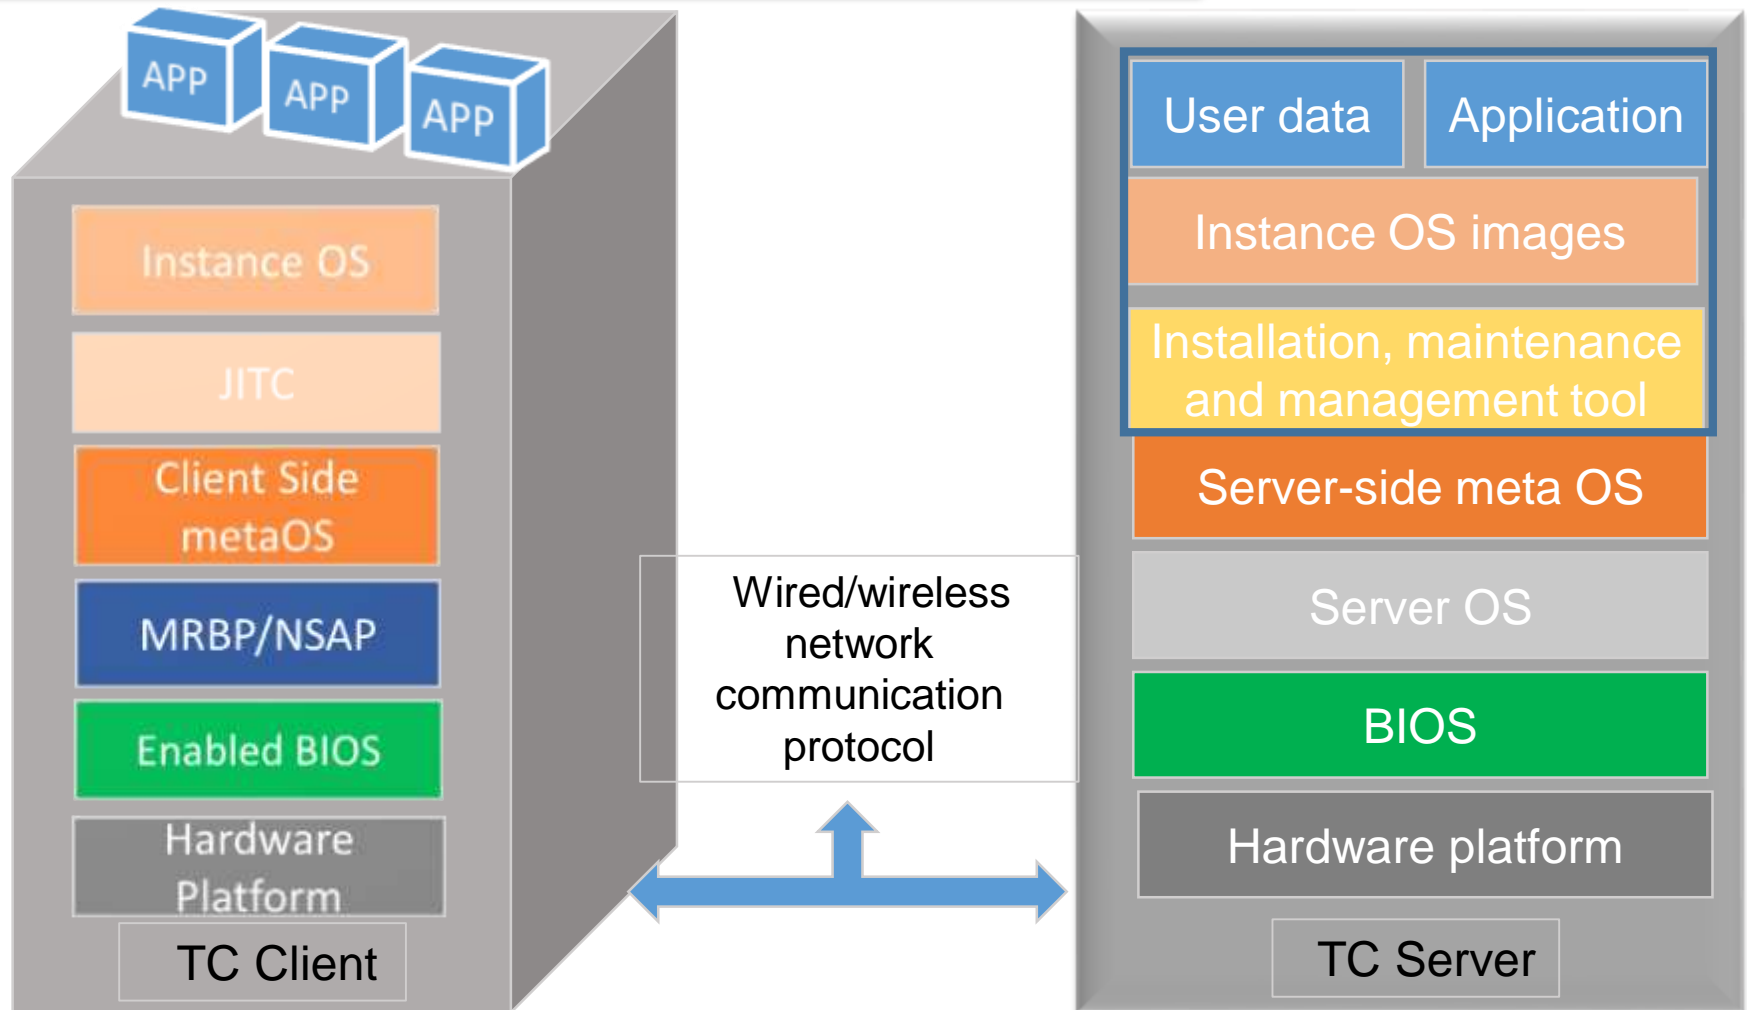 APP
APP
APP
Instance OS
JITC
Client Side
metaOS
MRBP/NSAP
Enabled BIOS
Hardware
Platform
TC Client
Wired/wireless
network
communication
protocol
User data
Application
Instance OS images
Installation, maintenance
and management tool
Server-side meta OS
Server OS
BIOS
Hardware platform
TC Server